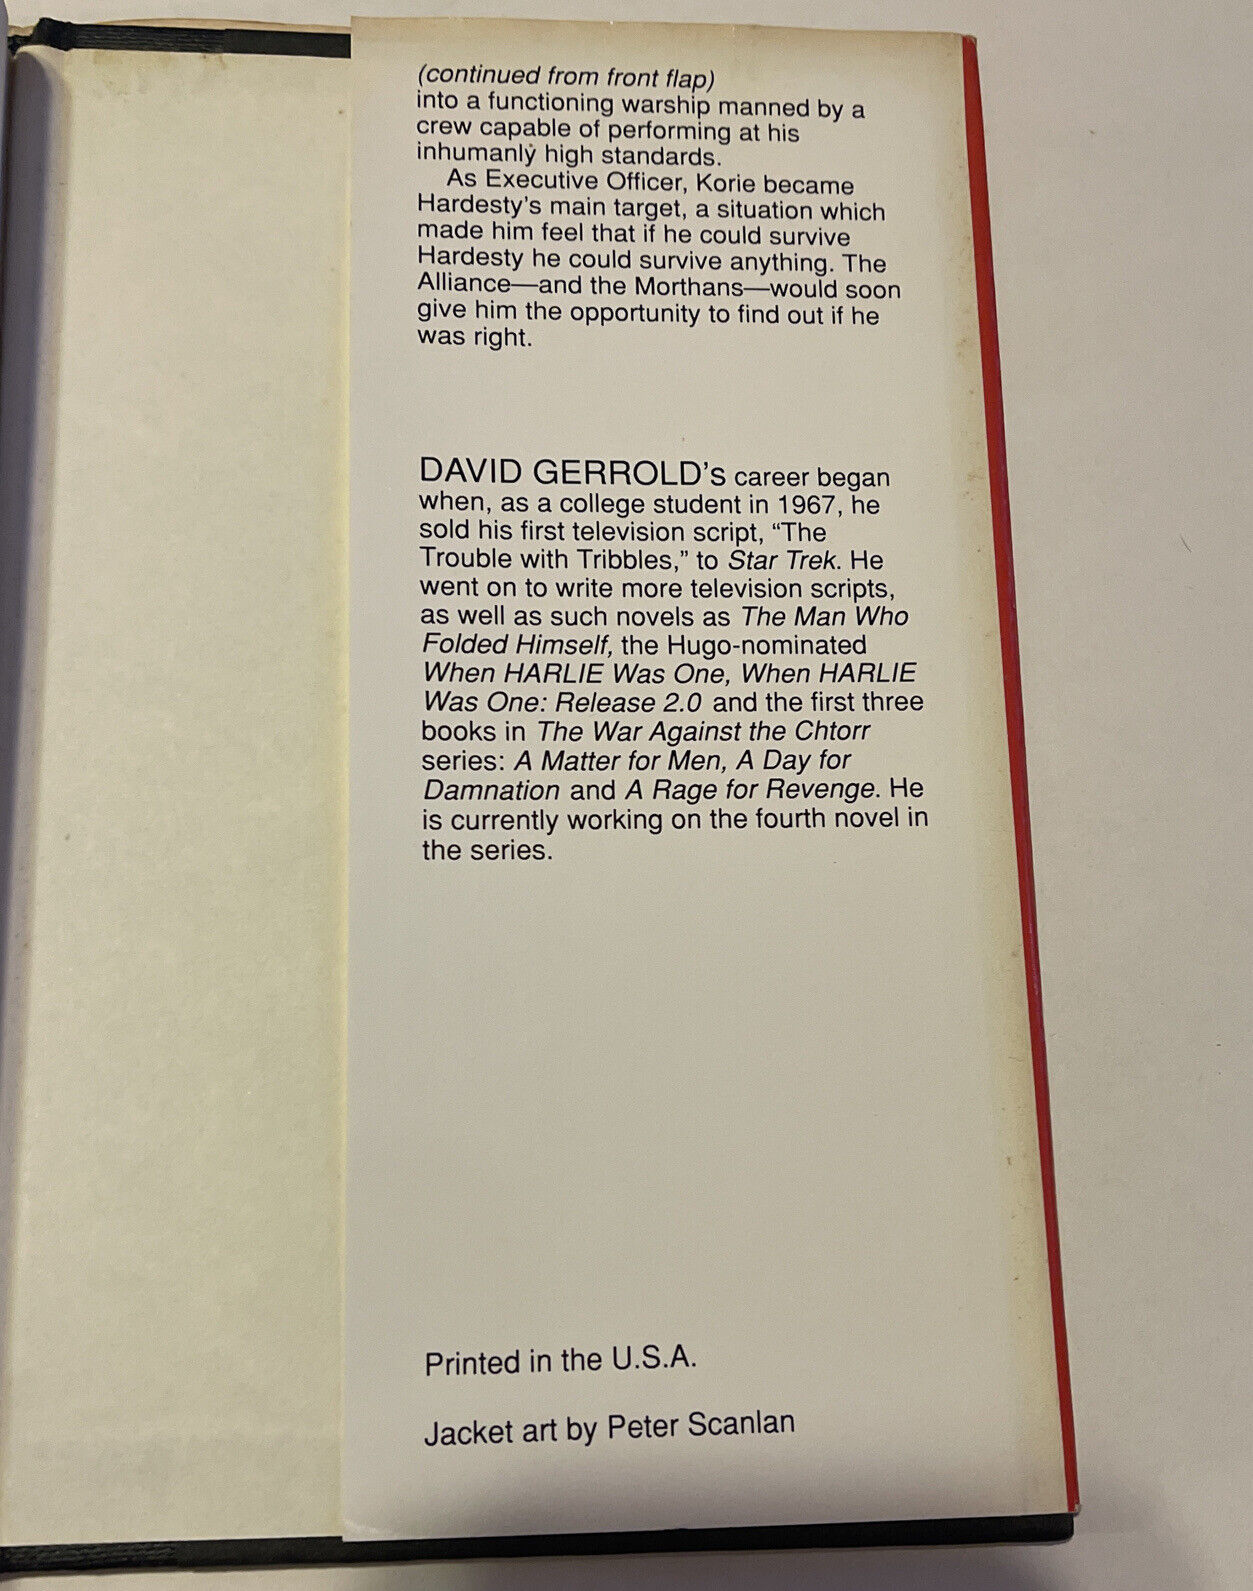 (continued from front flap)
into a functioning warship manned by a
crew capable of performing at his
inhumanly high standards.
As Executive Officer, Korie became
Hardesty's main target, a situation which
made him feel that if he could survive
Hardesty he could survive anything. The
Alliance—and the Morthans—would soon
give him the opportunity to find out if he
was right.
DAVID GERROLD's career began
when, as a college student in 1967, he
sold his first television script, “The
Trouble with Tribbles,” to Star Trek. He
went on to write more television scripts,
as well as such novels as The Man Who
Folded Himself, the Hugo-nominated
When HARLIE Was One, When HARLIE
Was One: Release 2.0 and the first three
books in The War Against the Chtorr
series: A Matter for Men, A Day for
Damnation and A Rage for Revenge. He
is currently working on the fourth novel in
the series.
Printed in the U.S.A.
Jacket art by Peter Scanlan